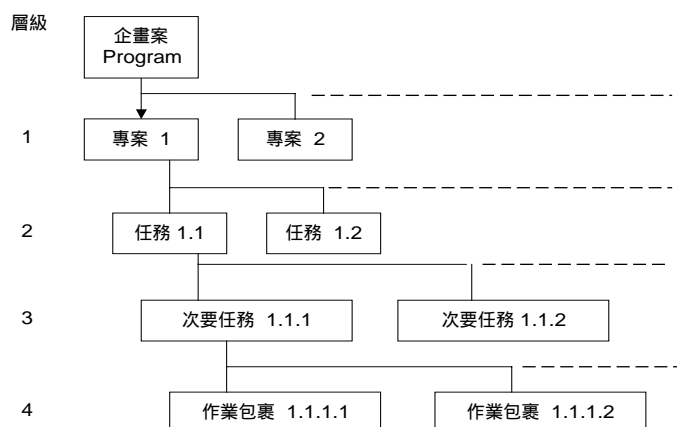 層級
企畫案
Program
1
專案 1
專案 2
2
任務 1.1
任務 1.2
3
次要任務 1.1.1
次要任務 1.1.2
4
作業包裹 1.1.1.1
作業包裹 1.1.1.2